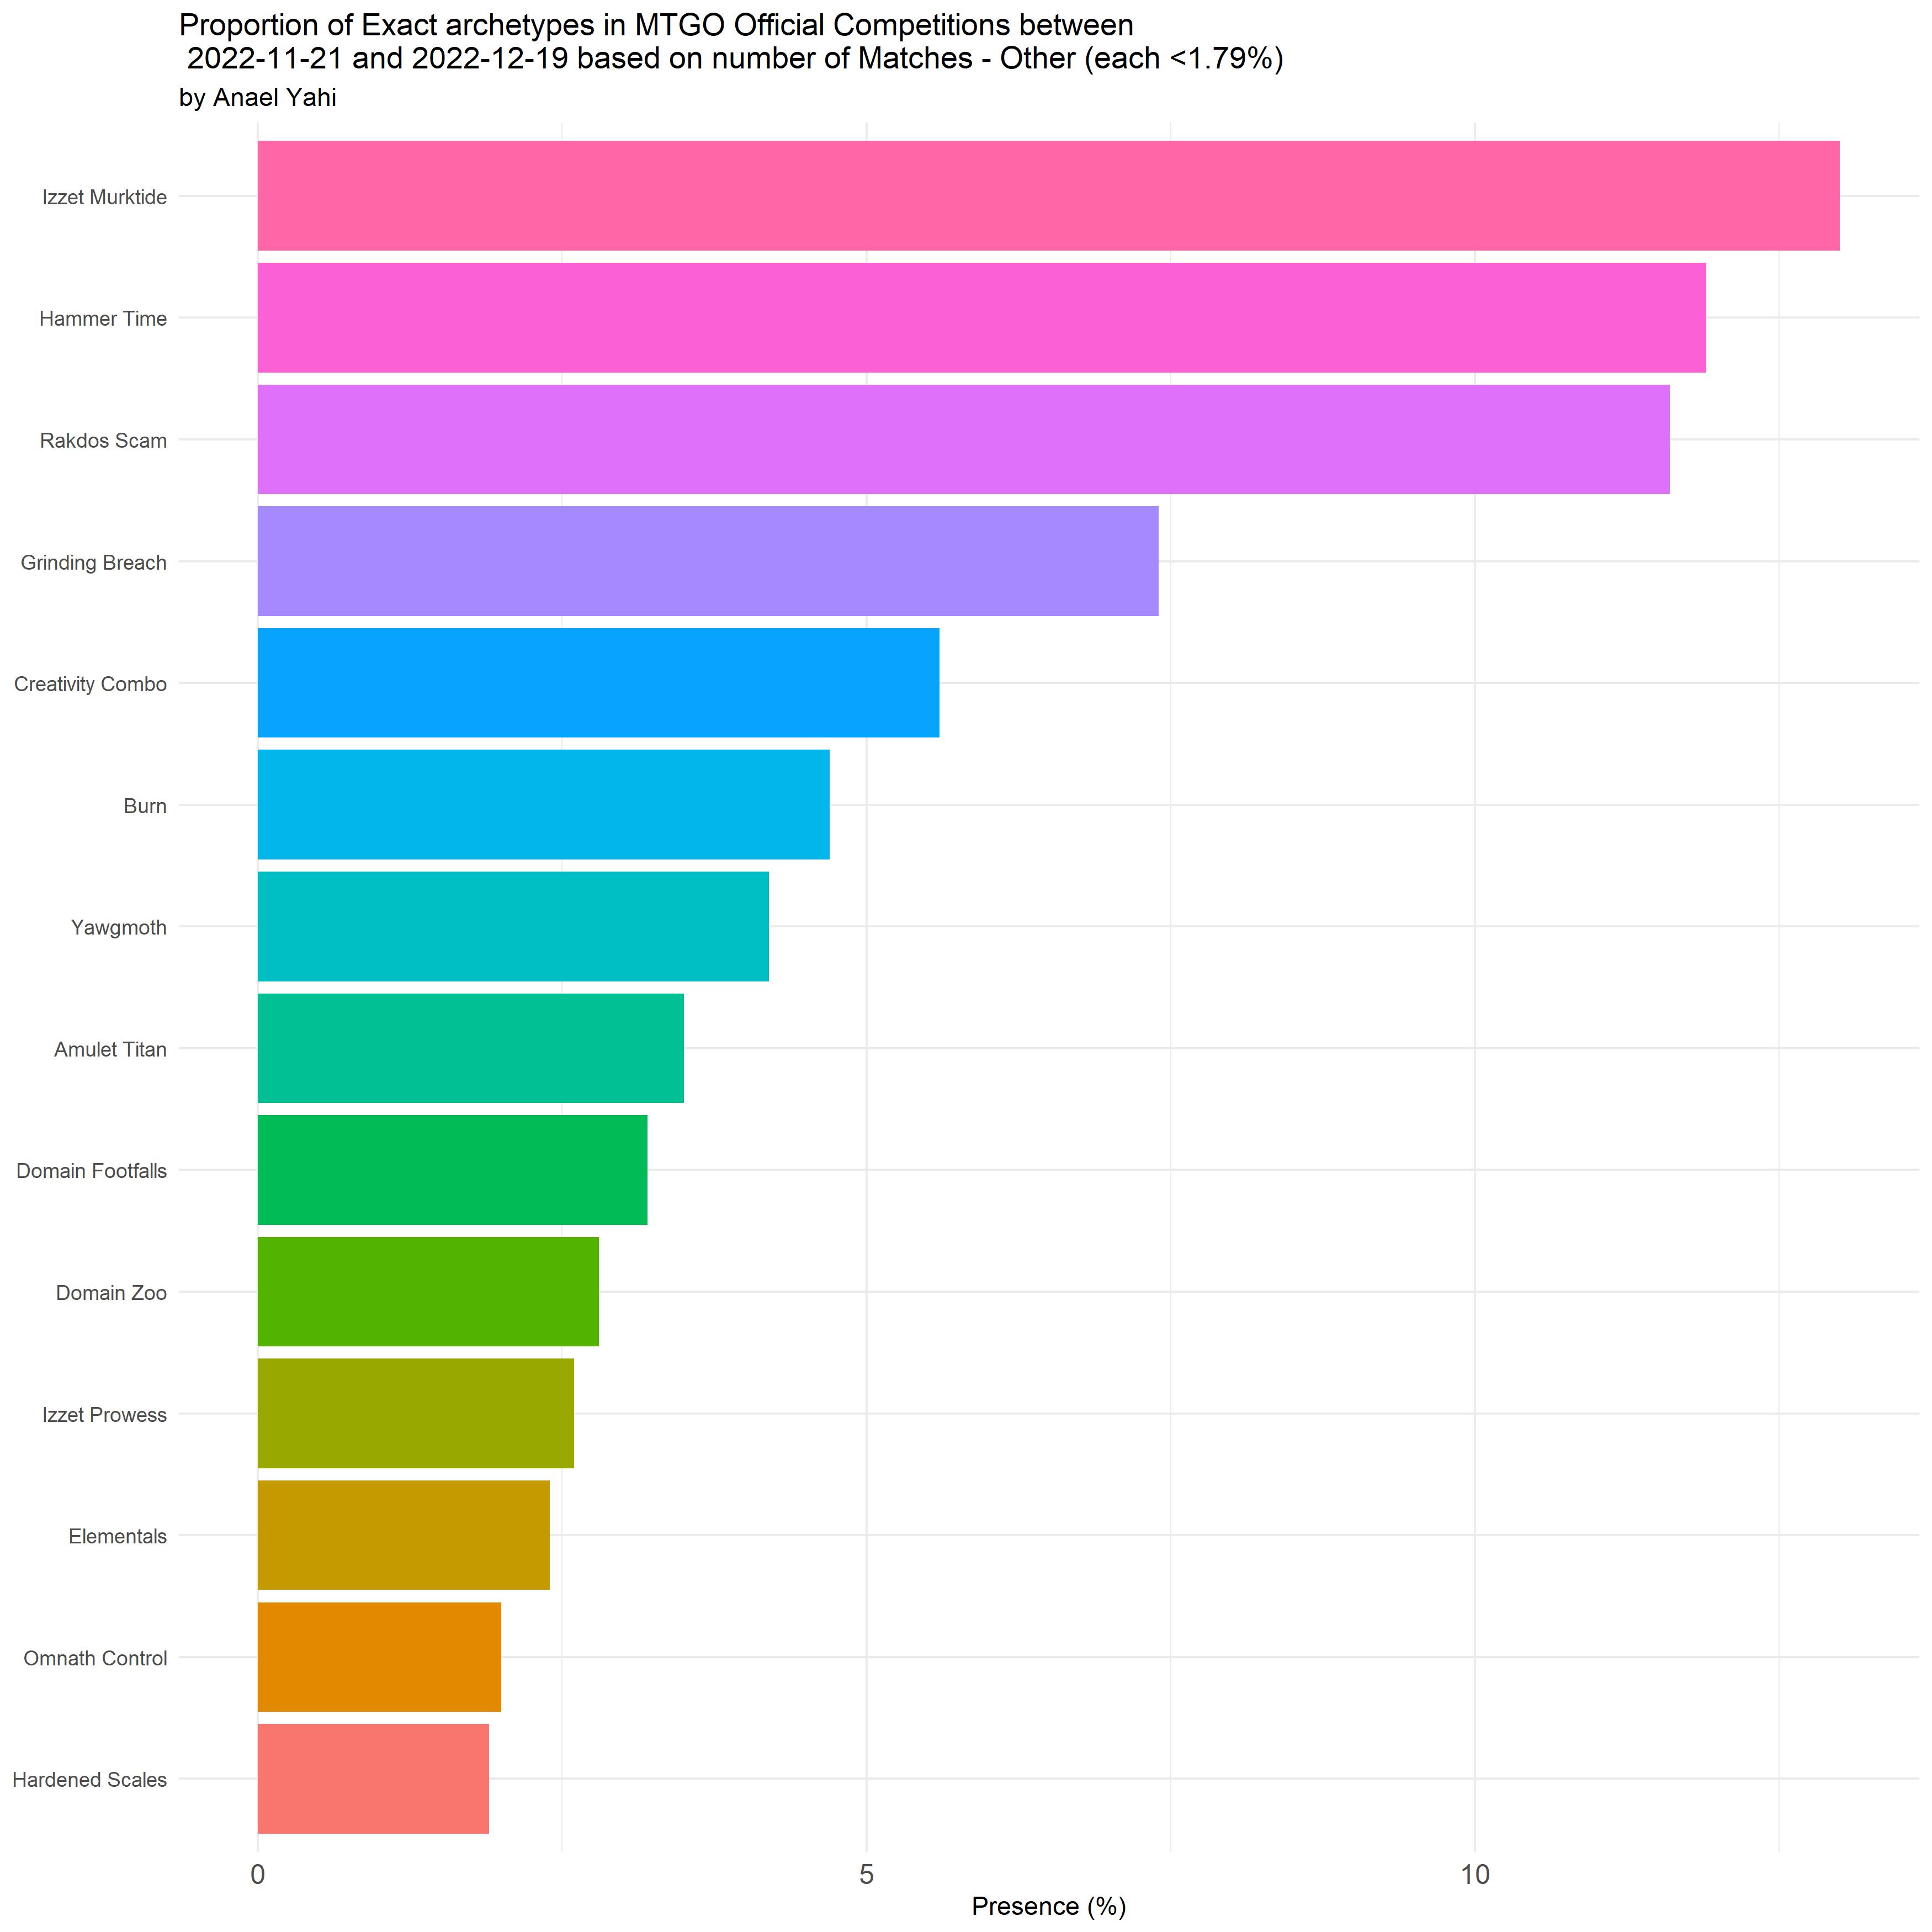 Proportion of Exact archetypes in MTGO Official Competitions between
2022-11-21 and 2022-12-19 based on number of Matches - Other (each <1.79%)
by Anael Yahi
Izzet Murktide
Hammer Time
Rakdos Scam
Grinding Breach
Creativity Combo
Burn
Yawgmoth
Amulet Titan
Domain Footfalls
Domain Zoo
Izzet Prowess
Elementals
Omnath Control
Hardened Scales
0 5 10
Presence (%)